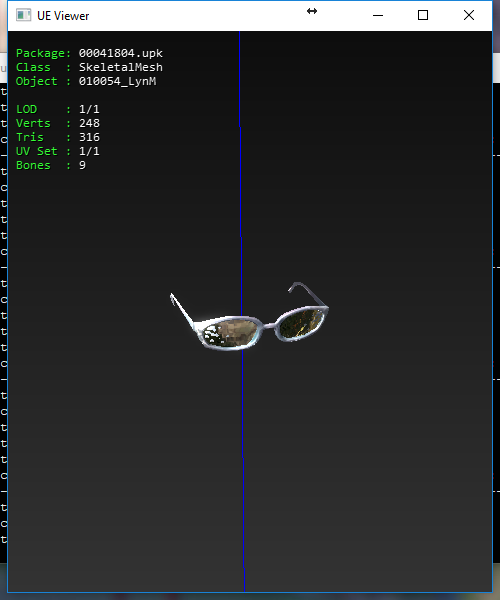 UE Viewer
Package: 00041804.upk
Class  : SkeletalMesh
Object : 010054_LynM
LOD    : 1/1
Verts  : 248
Tris   : 316
UV Set : 1/1
Bones  : 9